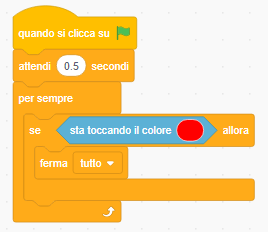 quando si clicca su
attendi 0.5 secondi
per sempre
se sta toccando il colore allora
ferma tutto